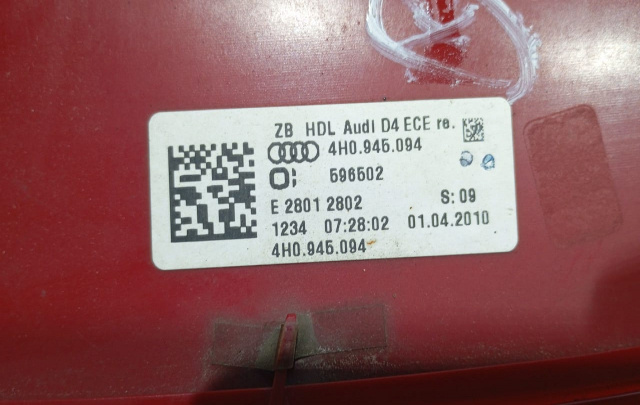 ZB HDL Audi D4 ECE re.
4H0.945.094
596502
E 2801 2802 S: 09
1234 07:28:02 01.04.2010
4H0.945.094